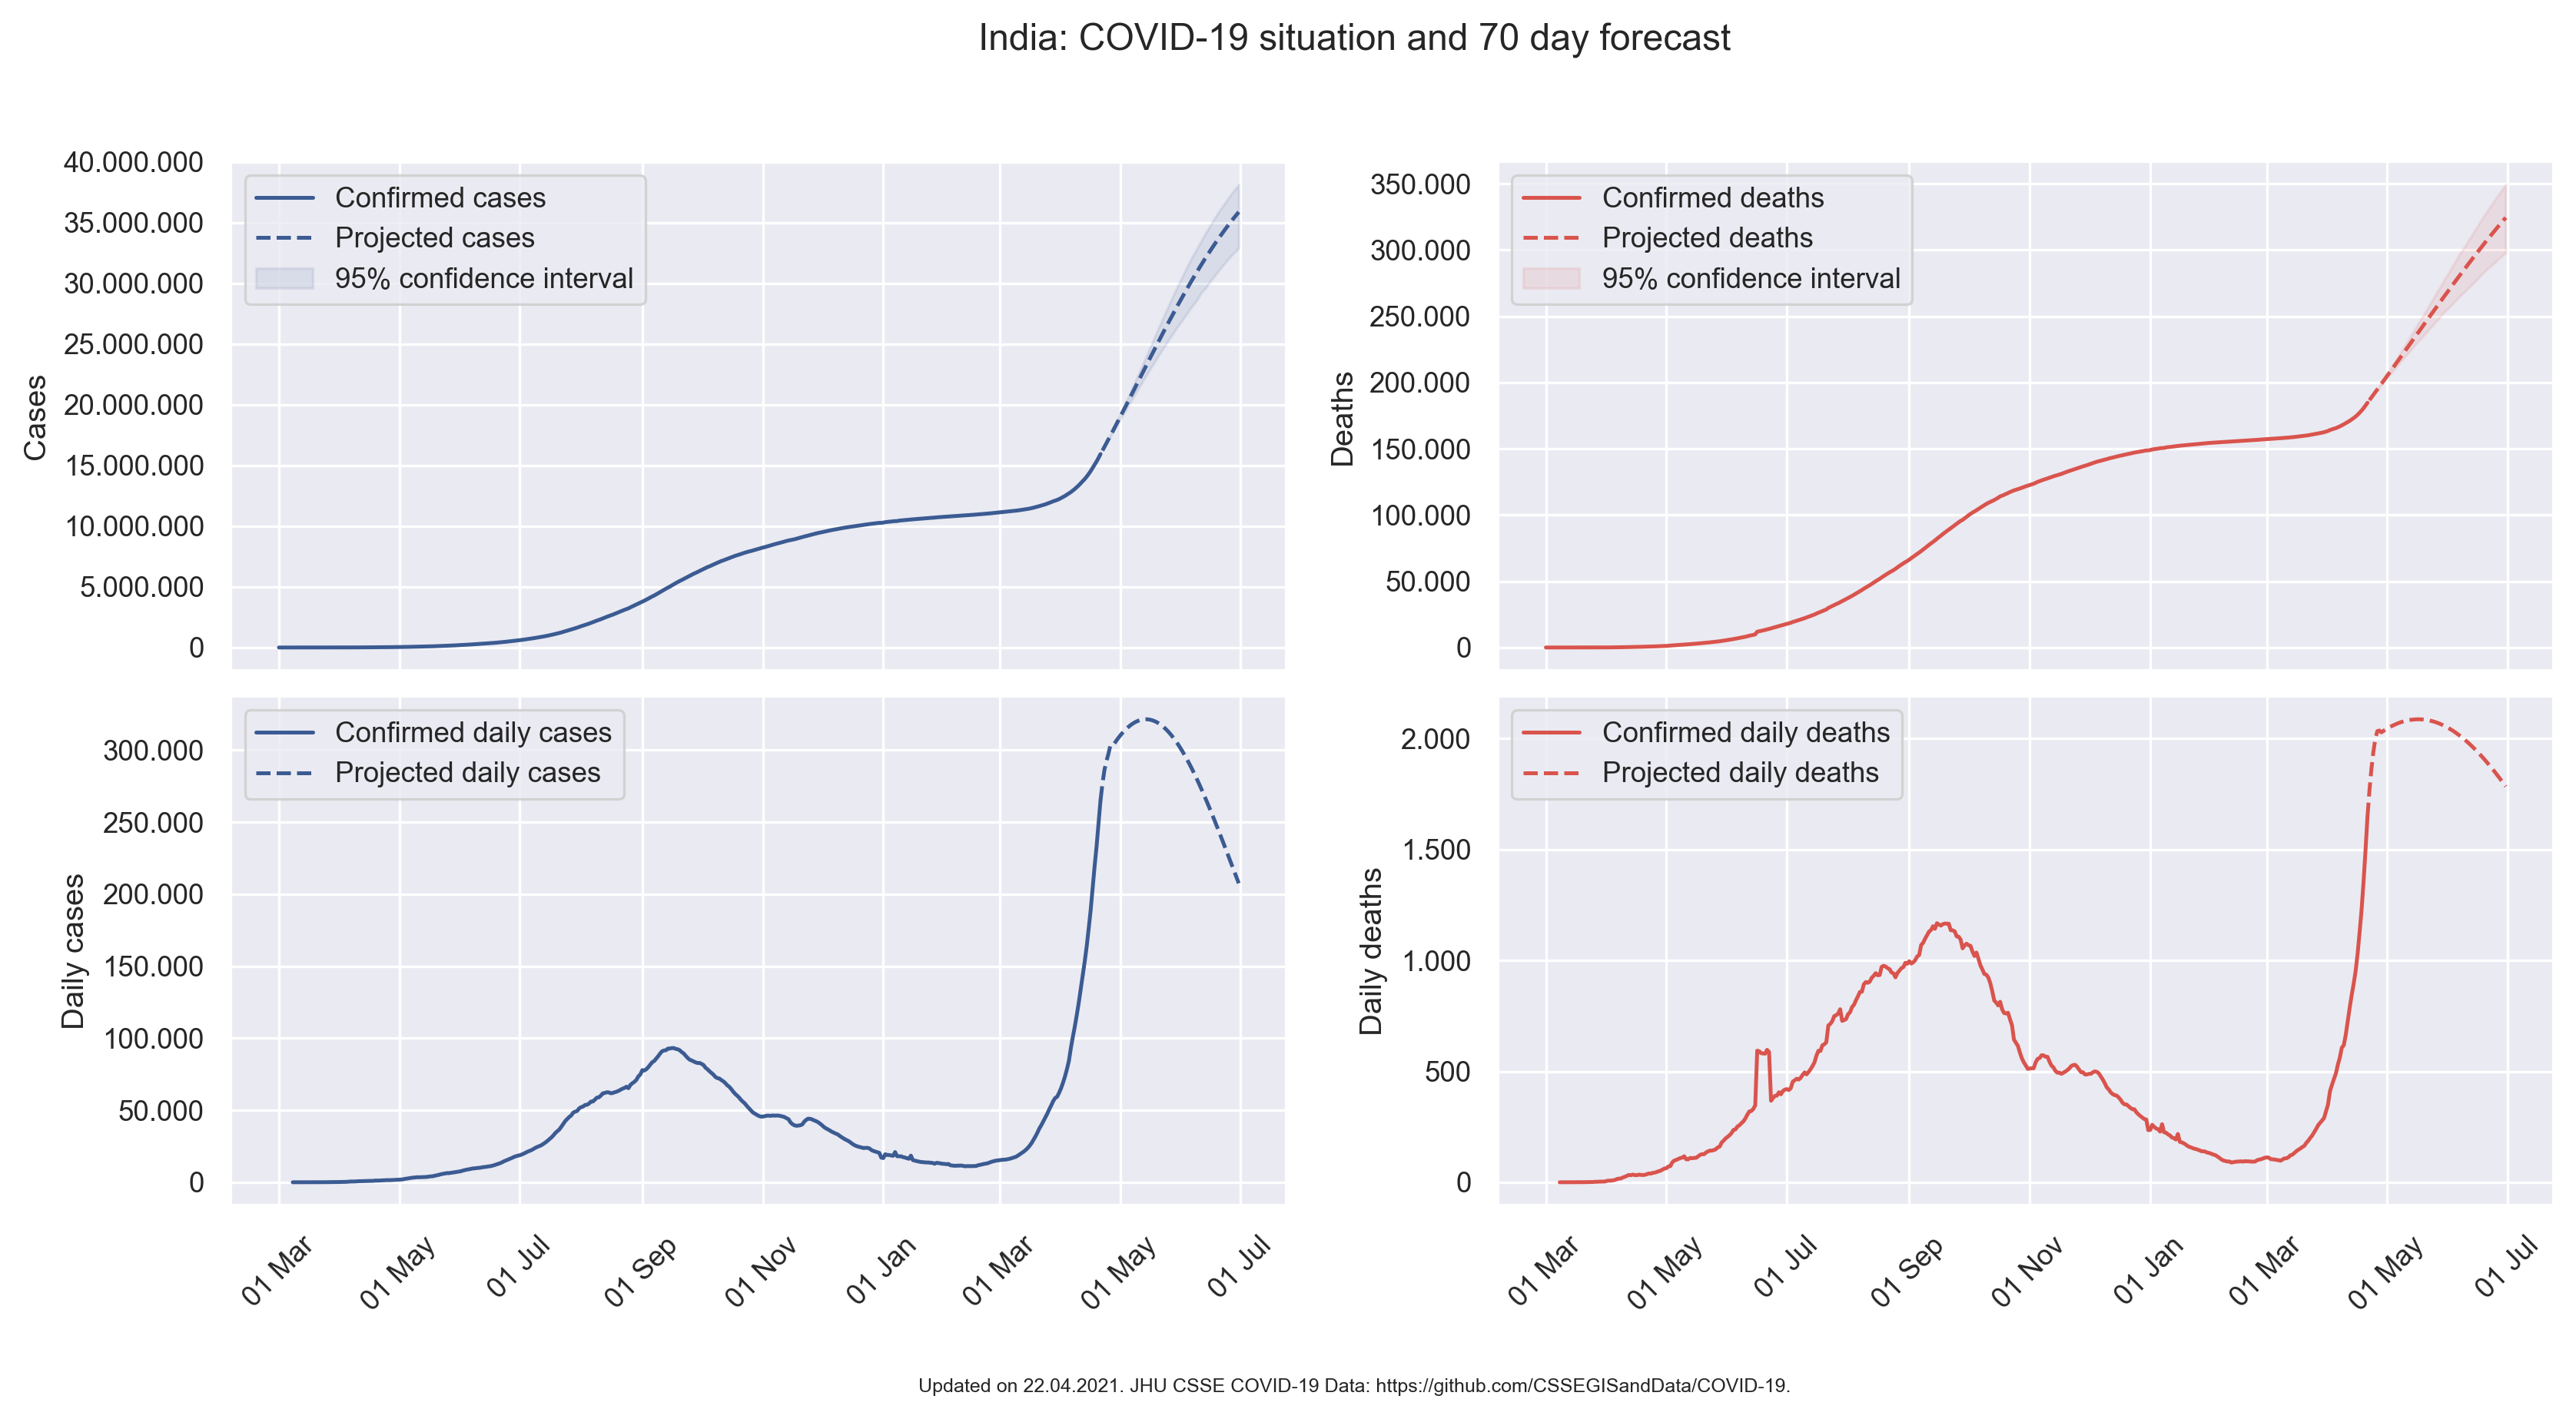 India: COVID-19 situation and 70 day forecast
40.000.000
35.000.000
30.000.000
25.000.000
20.000.000
15.000.000
10.000.000
5.000.000
0
Cases
Confirmed cases
Projected cases
95% confidence interval
350.000
300.000
250.000
200.000
150.000
100.000
50.000
0
Deaths
Confirmed deaths
Projected deaths
95% confidence interval
300.000
250.000
200.000
150.000
100.000
50.000
0
Daily cases
Confirmed daily cases
Projected daily cases
01 Mar
01 May
01 Jul
01 Sep
01 Nov
01 Jan
01 Mar
01 May
01 Jul
2.000
1.500
1.000
500
0
Daily deaths
Confirmed daily deaths
Projected daily deaths
01 Mar
01 May
01 Jul
01 Sep
01 Nov
01 Jan
01 Mar
01 May
01 Jul
Updated on 22.04.2021. JHU CSSE COVID-19 Data: https://github.com/CSSEGISandData/COVID-19.